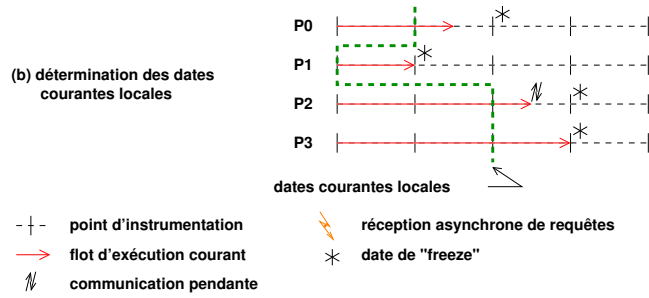 P0
P1
(b) détermination des dates
courantes locales
P2
P3
dates courantes locales
point d'instrumentation
réception asynchrone de requêtes
flot d'exécution courant
date de "freeze"
communication pendante